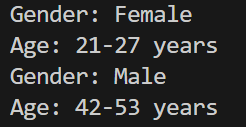 Gender: Female
Age: 21-27 years
Gender: Male
Age: 42-53 years